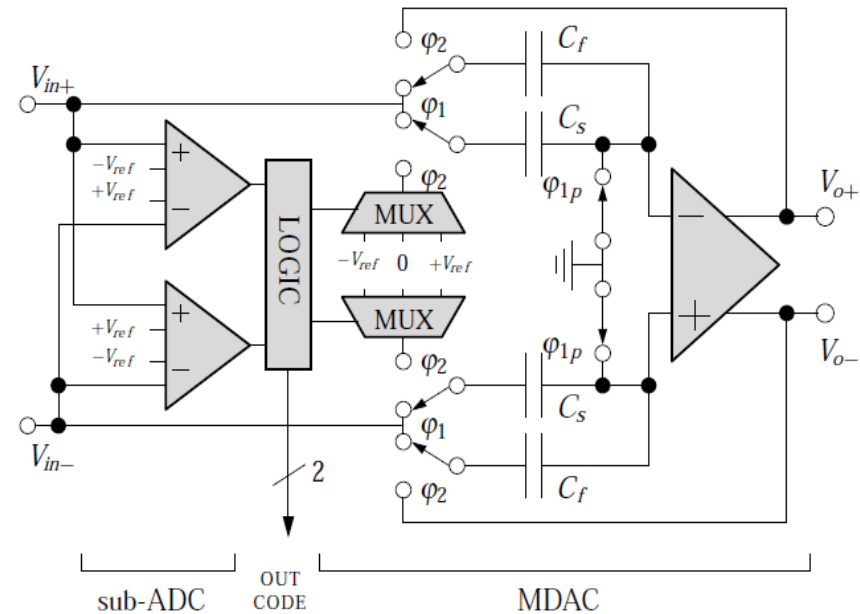 φ2
Cf
Vin+
φ1
Cs
+
−Vref
+Vref
−
φ2
φ1p
Vo+
LOGIC
MUX
−
−Vref 0 +Vref
+
+Vref
−Vref
−
MUX
+
φ2
φ1p
Vo−
Cs
φ1
Vin−
2
φ2
Cf
sub-ADC
OUT
CODE
MDAC